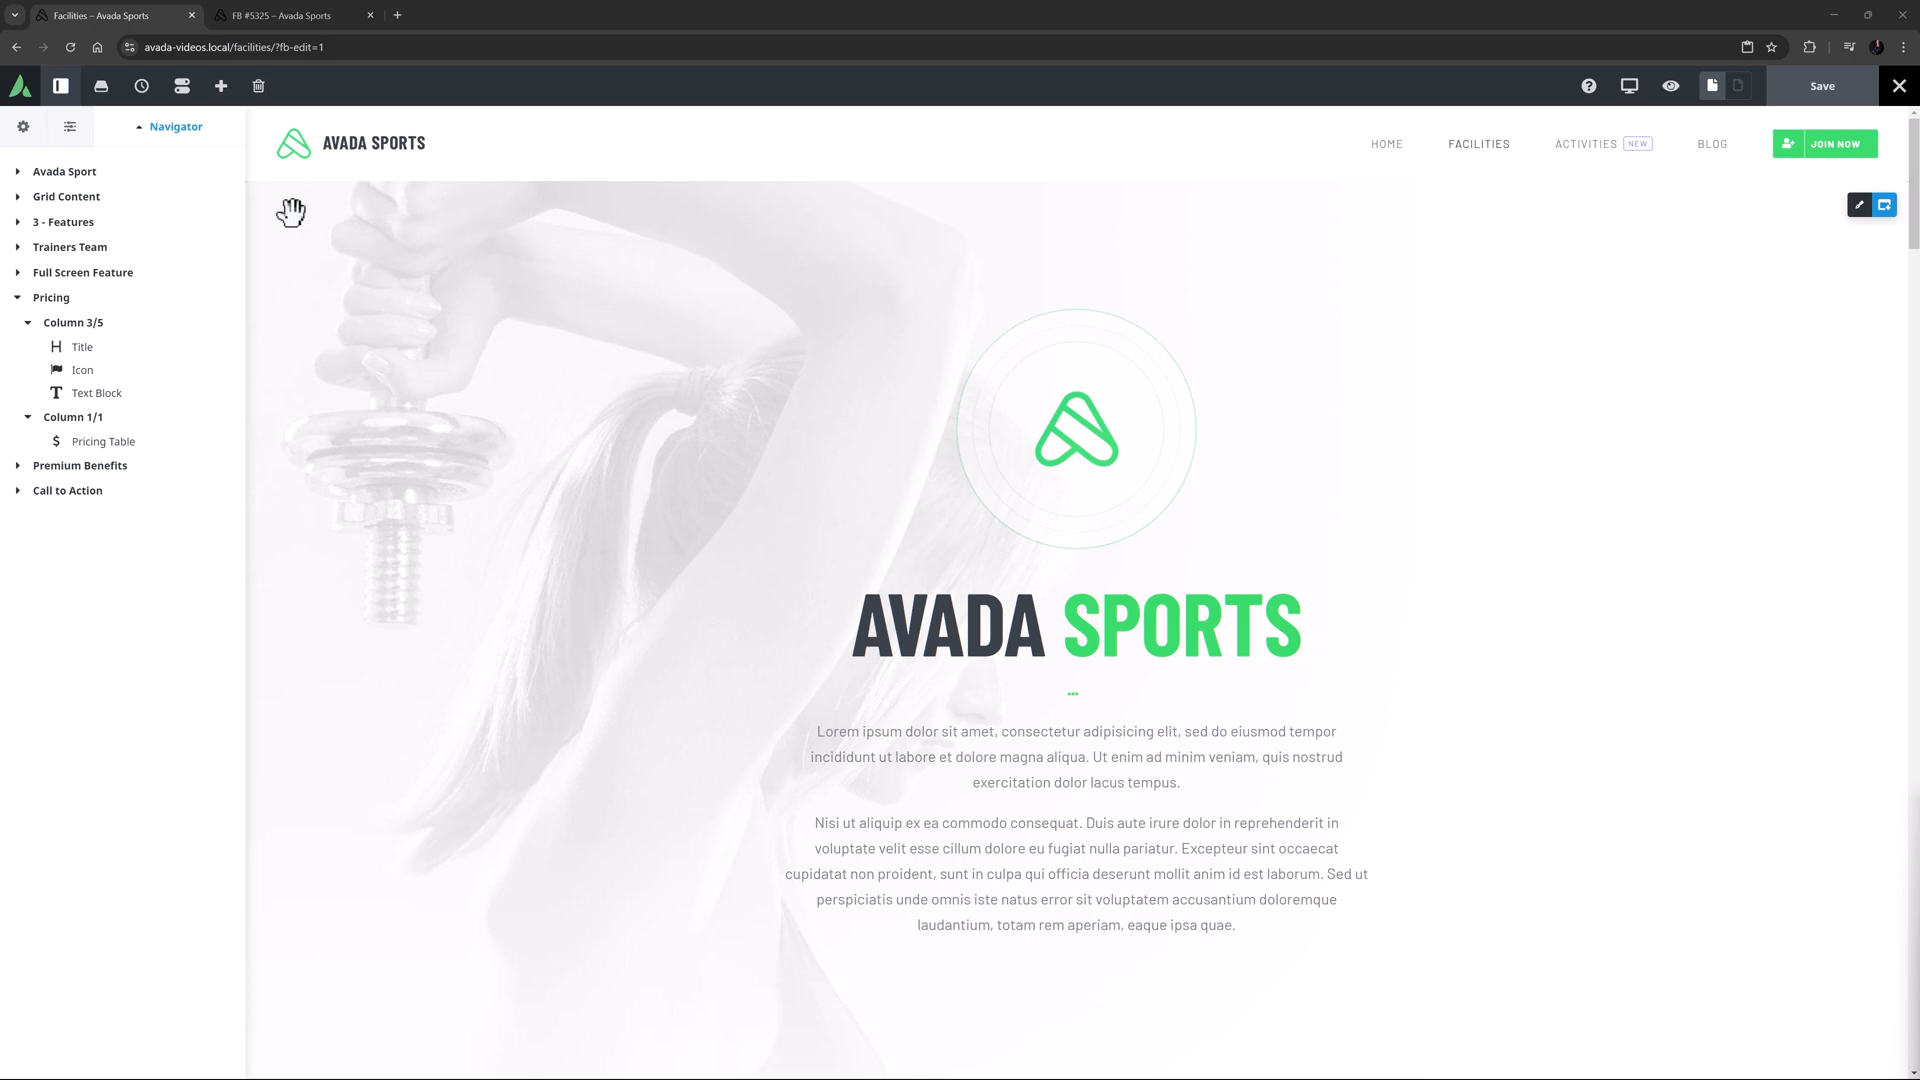 Facilities – Avada Sports
FB #5325 – Avada Sports
avada-videos.local/facilities/?fb-edit=1
Save
Navigator
Avada Sport
Grid Content
3 - Features
Trainers Team
Full Screen Feature
Pricing
Column 3/5
Title
Icon
Text Block
Column 1/1
Pricing Table
Premium Benefits
Call to Action
AVADA SPORTS
HOME
FACILITIES
ACTIVITIES NEW
BLOG
JOIN NOW
AVADA SPORTS
Lorem ipsum dolor sit amet, consectetur adipisicing elit, sed do eiusmod tempor
incididunt ut labore et dolore magna aliqua. Ut enim ad minim veniam, quis nostrud
exercitation dolor lacus tempus.
Nisi ut aliquip ex ea commodo consequat. Duis aute irure dolor in reprehenderit in
voluptate velit esse cillum dolore eu fugiat nulla pariatur. Excepteur sint occaecat
cupidatat non proident, sunt in culpa qui officia deserunt mollit anim id est laborum. Sed ut
perspiciatis unde omnis iste natus error sit voluptatem accusantium doloremque
laudantium, totam rem aperiam, eaque ipsa quae.